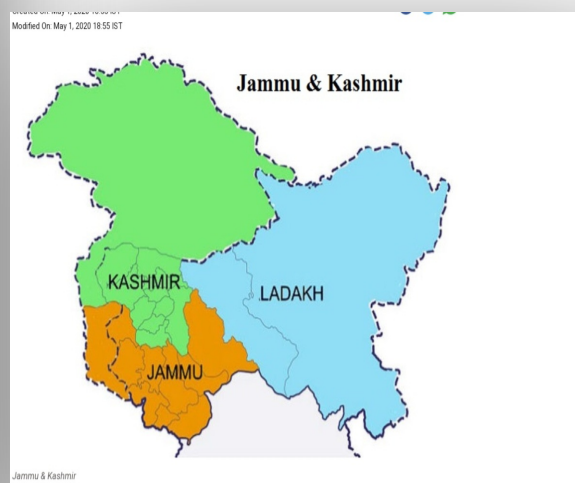 Modified On: May 1, 2020 18:55 IST
Jammu & Kashmir
KASHMIR
LADAKH
JAMMU
Jammu & Kashmir